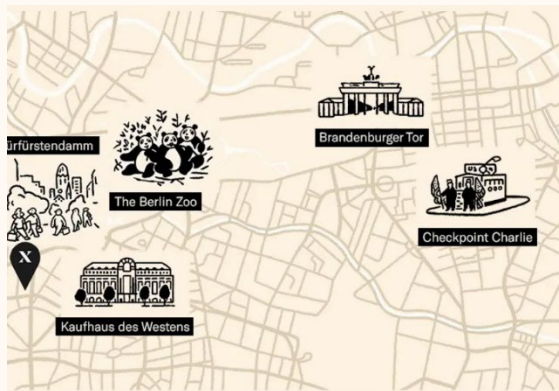 Brandenburger Tor
ürfürstendamm
The Berlin Zoo
Checkpoint Charlie
X
Kaufhaus des Westens